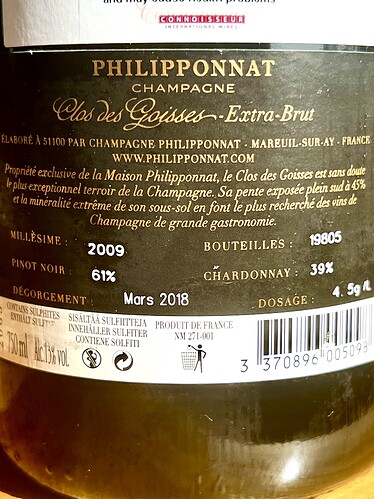 and may cause health problems
CONNOISSEUR
INTERNATIONAL WINES
PHILIPPONNAT
CHAMPAGNE
Clos des Goisses - Extra-Brut
ÉLABORÉ À 51100 PAR CHAMPAGNE PHILIPPONNAT - MAREUIL-SUR-AY - FRANCE
WWW.PHILIPPONNAT.COM
Propriété exclusive de la Maison Philipponnat, le Clos des Goisses est sans doute
le plus exceptionnel terroir de la Champagne. Sa pente exposée plein sud à 45%
et la minéralité extrême de son sous-sol en font le plus recherché des vins de
Champagne de grande gastronomie.
MILLÉSIME : 2009 BOUTEILLES : 19805
PINOT NOIR : 61% CHARDONNAY : 39%
DÉGORGEMENT : Mars 2018 DOSAGE : 4.5g/L
CONTAINS SULPHITES SISÄLTÄÄ SULFIITTEJA PRODUIT DE FRANCE
ENTHÄLT INNEHÅLLER SULFITER NM 271-001
CONTIENE SOLFITI
750 ml Alc.13% vol.
3 370896 005098